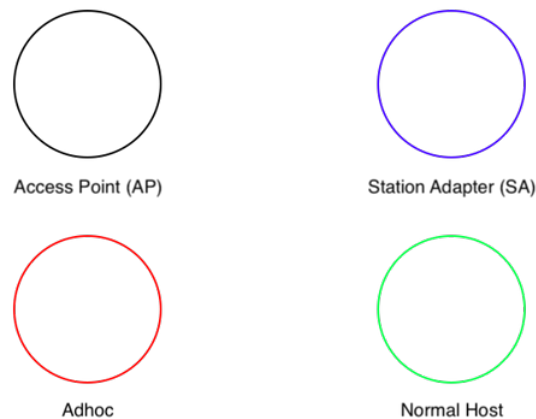 Access Point (AP)
Station Adapter (SA)
Adhoc
Normal Host